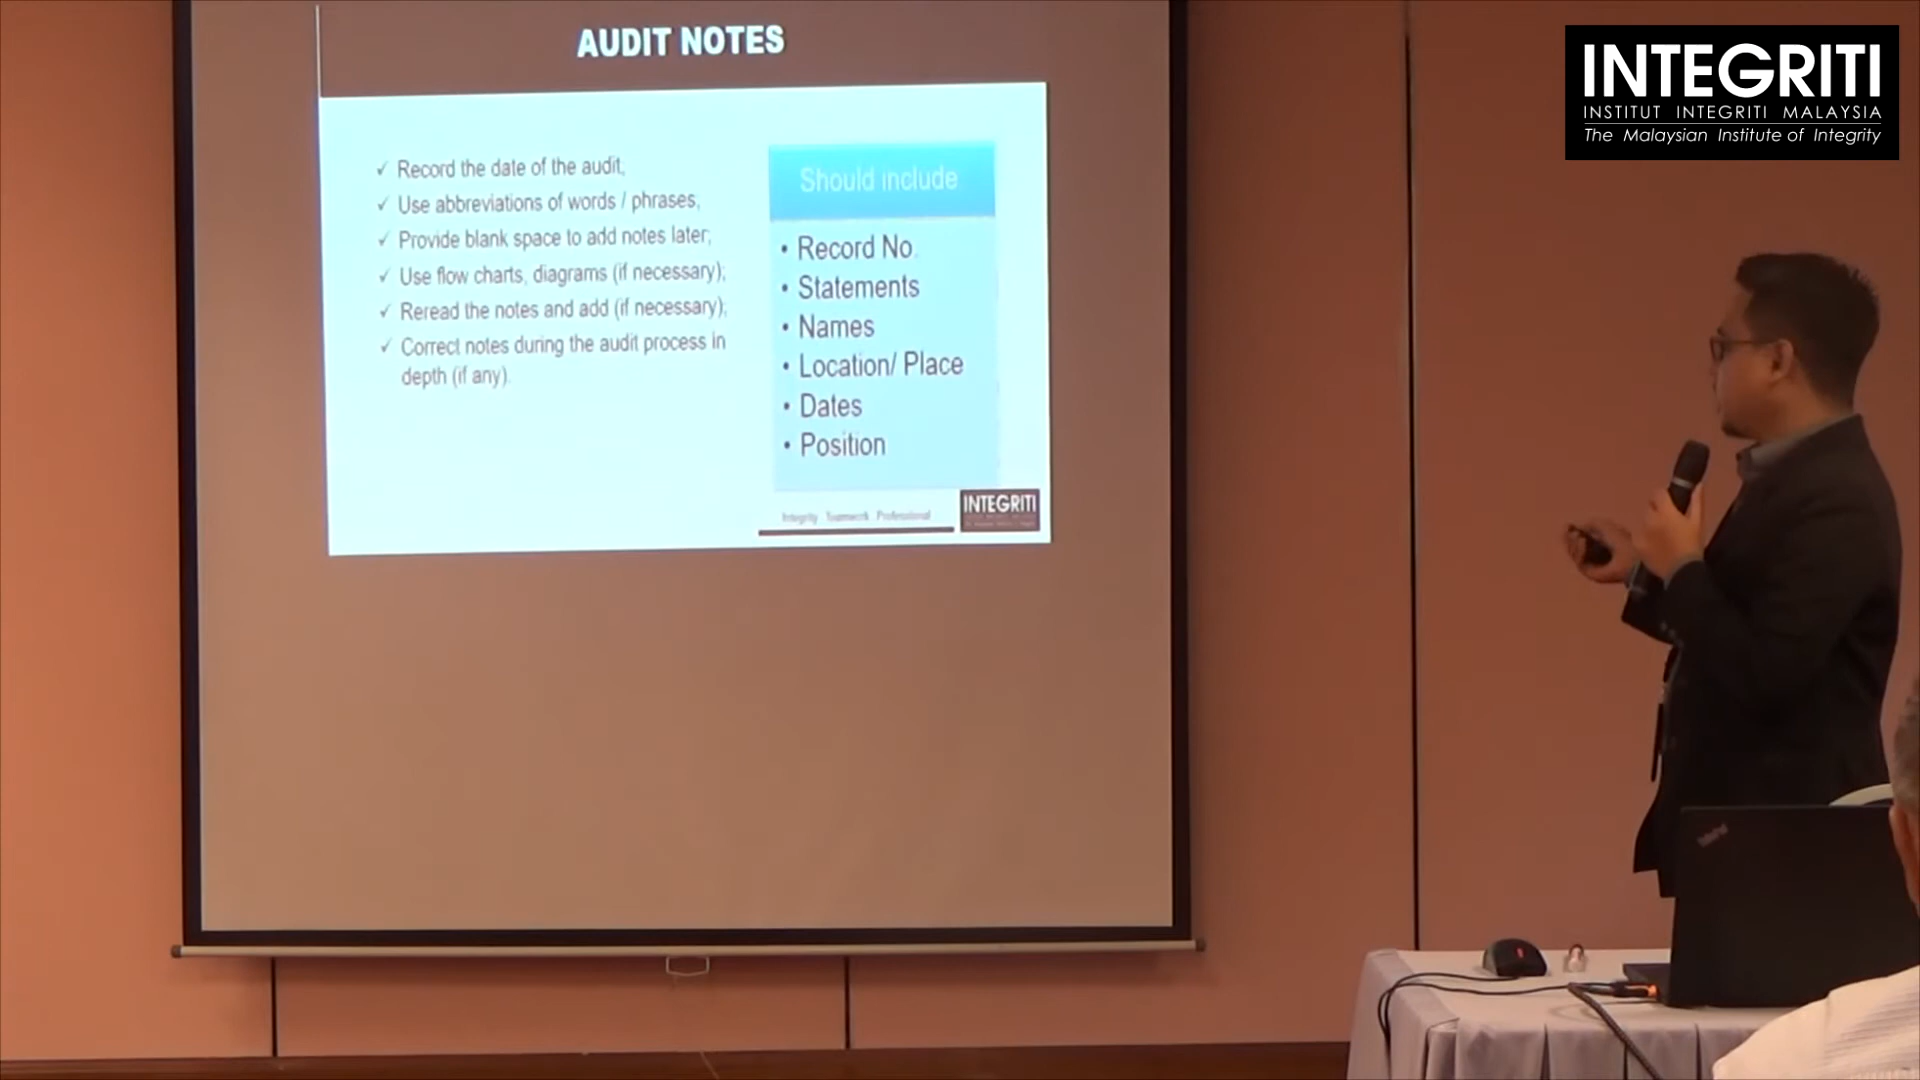 AUDIT NOTES
✓ Record the date of the audit;
✓ Use abbreviations of words / phrases;
✓ Provide blank space to add notes later;
✓ Use flow charts, diagrams (if necessary);
✓ Reread the notes and add (if necessary);
✓ Correct notes during the audit process in
depth (if any).
Should include
• Record No.
• Statements
• Names
• Location/ Place
• Dates
• Position
Integrity Teamwork Professional
INTEGRITI
INTEGRITI
INSTITUT INTEGRITI MALAYSIA
The Malaysian Institute of Integrity
ThinkPad